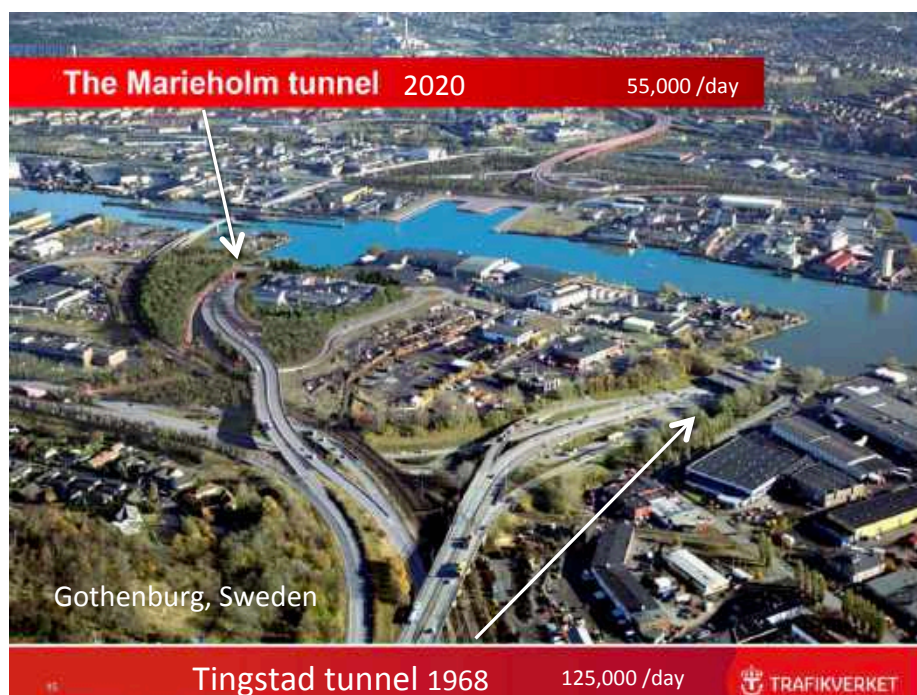 The Marieholm tunnel 2020 55,000 /day
Gothenburg, Sweden
Tingstad tunnel 1968 125,000 /day TRAFIKVERKET